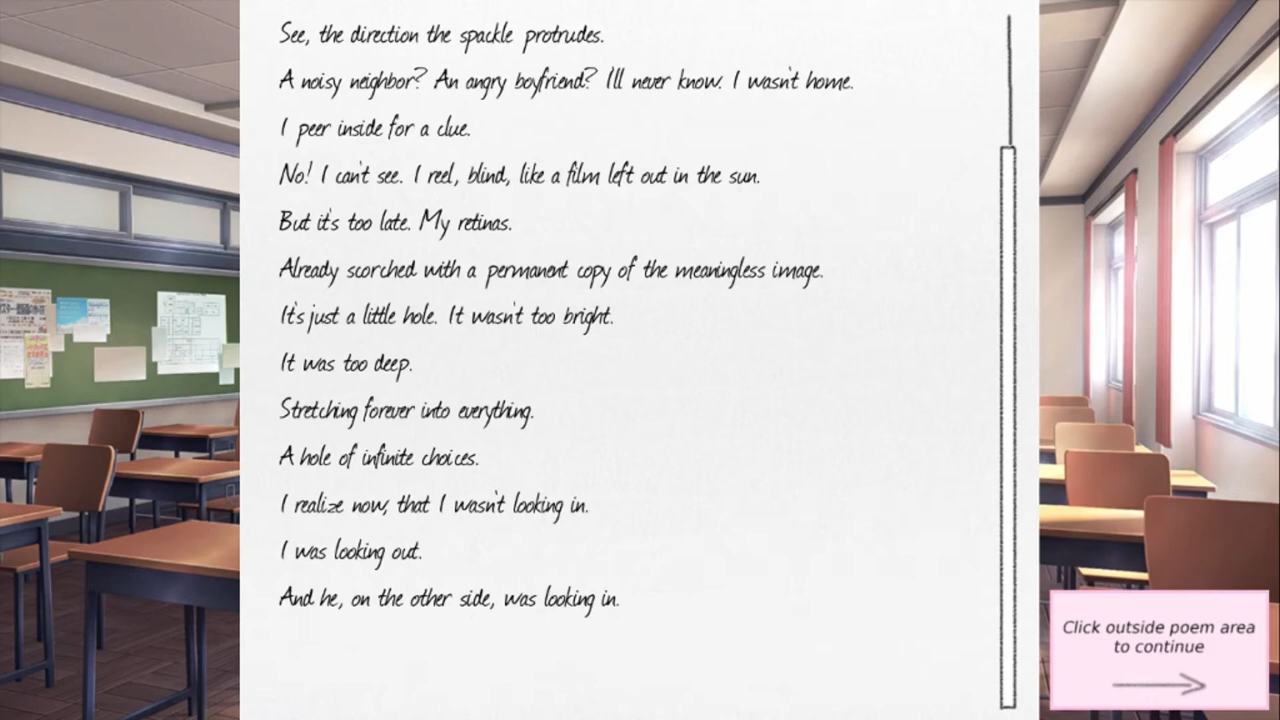 See, the direction the spackle protrudes.
A noisy neighbor? An angry boyfriend? I'll never know. I wasn't home.
I peer inside for a clue.
No! I can't see. I reel, blind, like a film left out in the sun.
But it's too late. My retinas.
Already scorched with a permanent copy of the meaningless image.
It's just a little hole. It wasn't too bright.
It was too deep.
Stretching forever into everything.
A hole of infinite choices.
I realize now, that I wasn't looking in.
I was looking out.
And he, on the other side, was looking in.
Click outside poem area
to continue